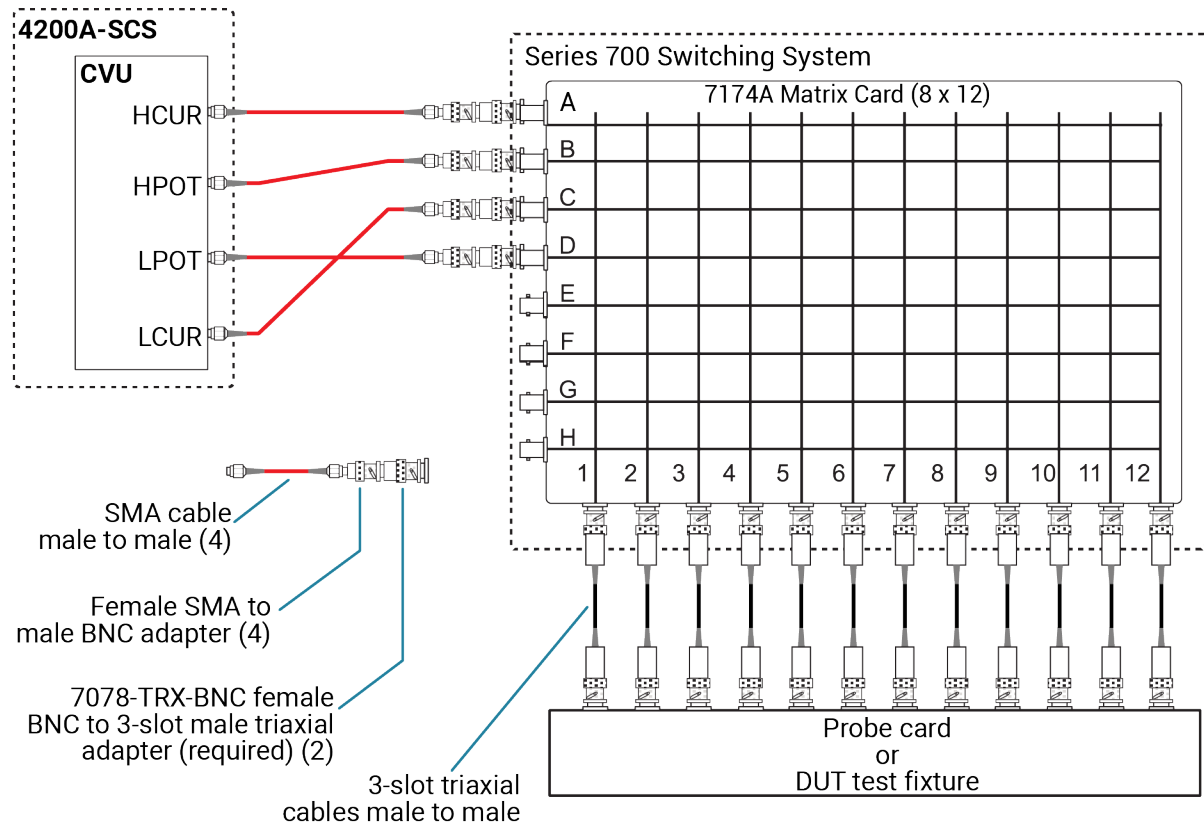 4200A-SCS
CVU
HCUR
HPOT
LPOT
LCUR
Series 700 Switching System
7174A Matrix Card (8 x 12)
A
B
C
D
E
F
G
H
1 2 3 4 5 6 7 8 9 10 11 12
SMA cable
male to male (4)
Female SMA to
male BNC adapter (4)
7078-TRX-BNC female
BNC to 3-slot male triaxial
adapter (required) (2)
3-slot triaxial
cables male to male
Probe card
or
DUT test fixture